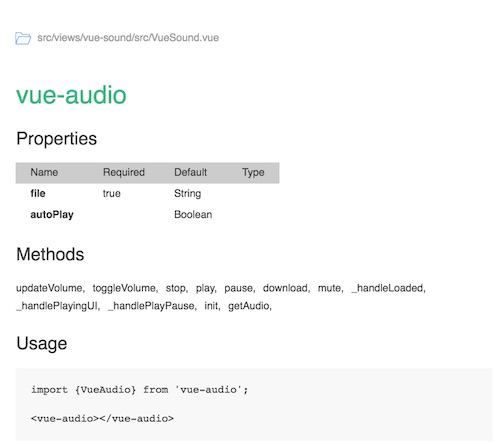 src/views/vue-sound/src/VueSound.vue
vue-audio
Properties
Name Required Default Type
file true String
autoPlay Boolean
Methods
updateVolume, toggleVolume, stop, play, pause, download, mute, _handleLoaded,
_handlePlayingUI, _handlePlayPause, init, getAudio,
Usage
import {VueAudio} from 'vue-audio';
<vue-audio></vue-audio>